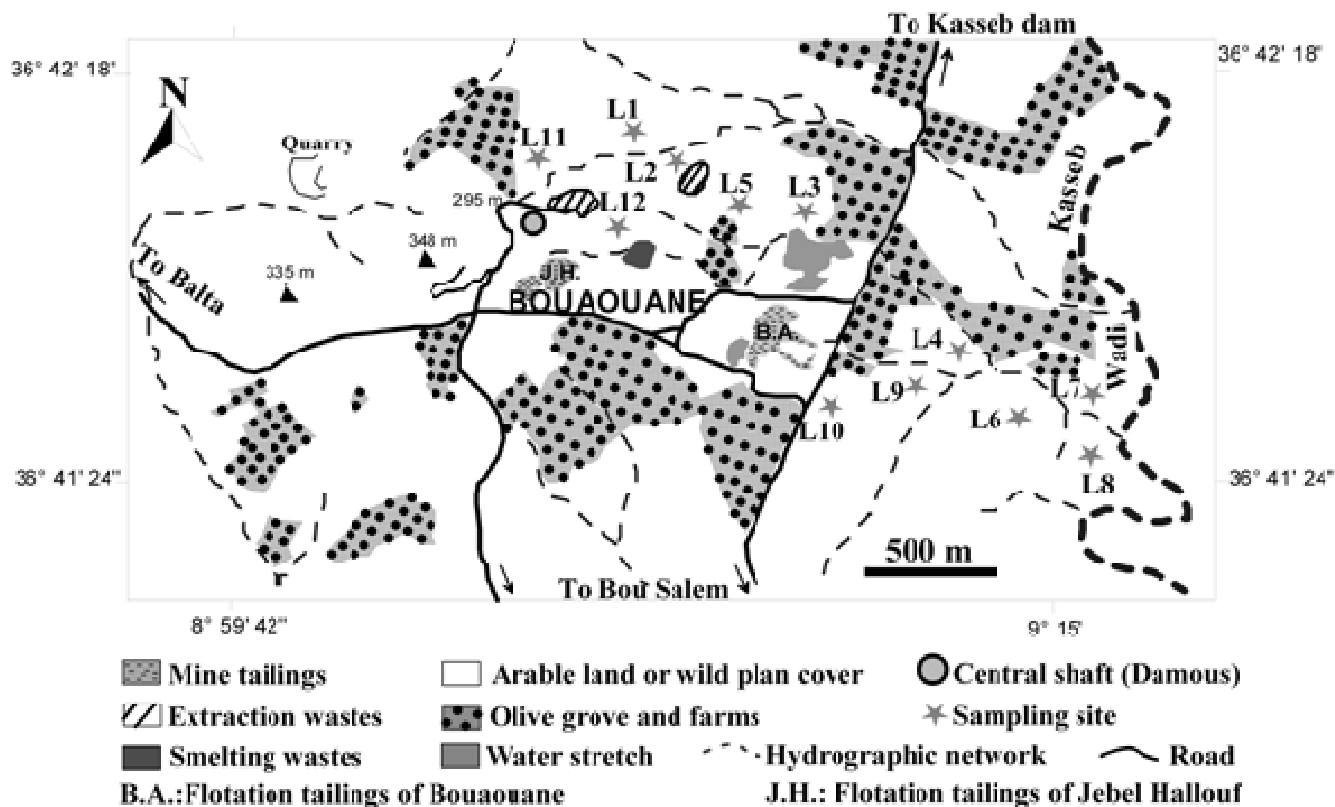 To Kasseb dam
36° 42' 18"
36° 42' 18"
N
Quarry
L1
L11
L2
L5
L3
L12
295 m
348 m
335 m
To Balta
J.H.
BOUAOUANE
B.A.
Kasseb
Wadi
L4
L9
L7
L6
L10
L8
36° 41' 24"
36° 41' 24"
500 m
To Bou Salem
8° 59' 42"
9° 15'
Mine tailings
Arable land or wild plan cover
Central shaft (Damous)
Extraction wastes
Olive grove and farms
Sampling site
Smelting wastes
Water stretch
Hydrographic network
Road
B.A.:Flotation tailings of Bouaouane
J.H.: Flotation tailings of Jebel Hallouf